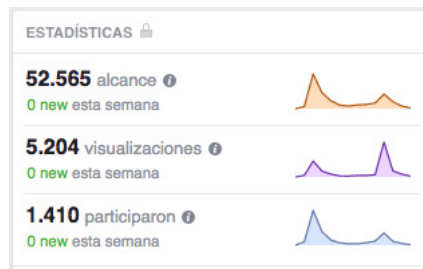 ESTADÍSTICAS
52.565 alcance
0 new esta semana
5.204 visualizaciones
0 new esta semana
1.410 participaron
0 new esta semana